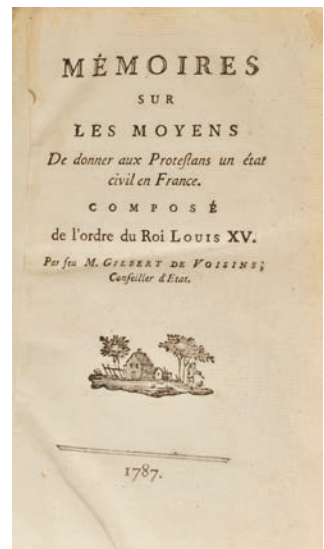 MÉMOIRES
SUR
LES MOYENS
De donner aux Proteſtans un état
civil en France.
COMPOSÉ
de l'ordre du Roi LOUIS XV.
Par feu M. GILBERT DE VOISINS;
Conſeiller d'Etat.
1787.